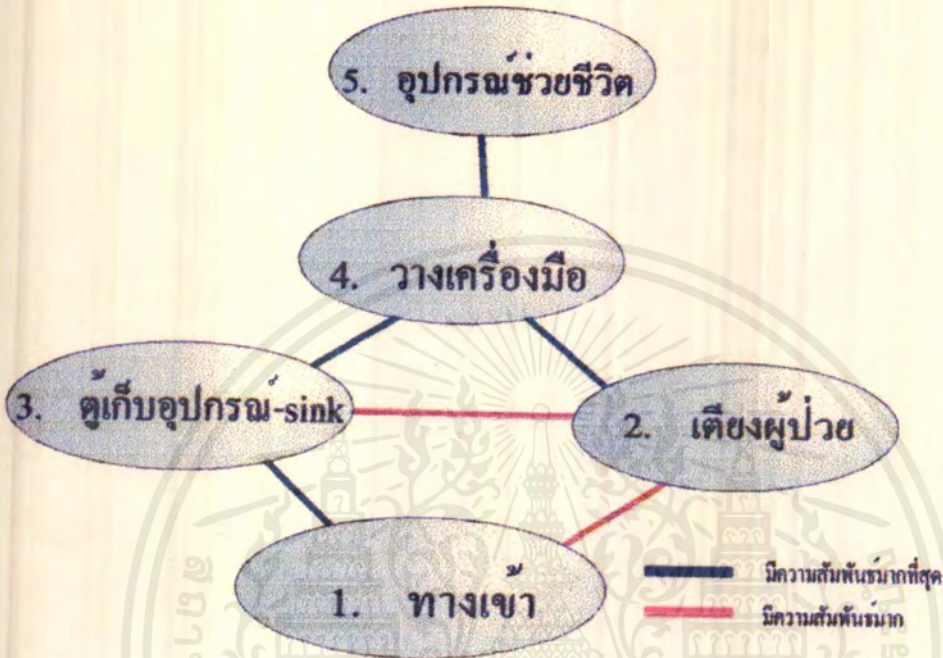 5. อุปกรณ์ช่วยชีวิต
4. วางเครื่องมือ
3. ตู้เก็บอุปกรณ์-sink
2. เตียงผู้ป่วย
1. ทางเข้า
มีความสัมพันธ์มากที่สุด
มีความสัมพันธ์มาก